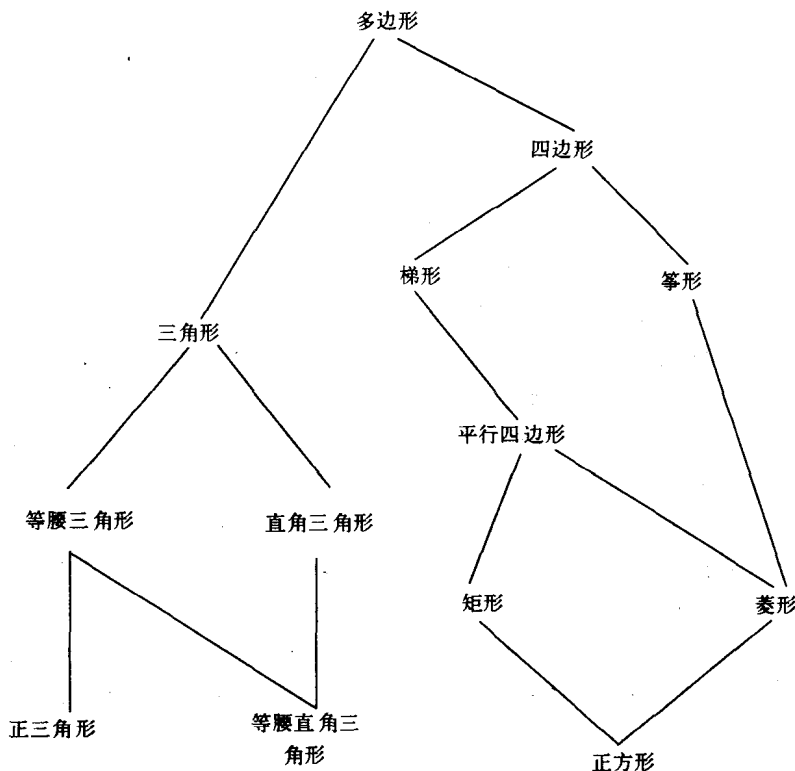 多边形
四边形
梯形
筝形
三角形
平行四边形
等腰三角形
直角三角形
矩形
菱形
正三角形
等腰直角三
角形
正方形